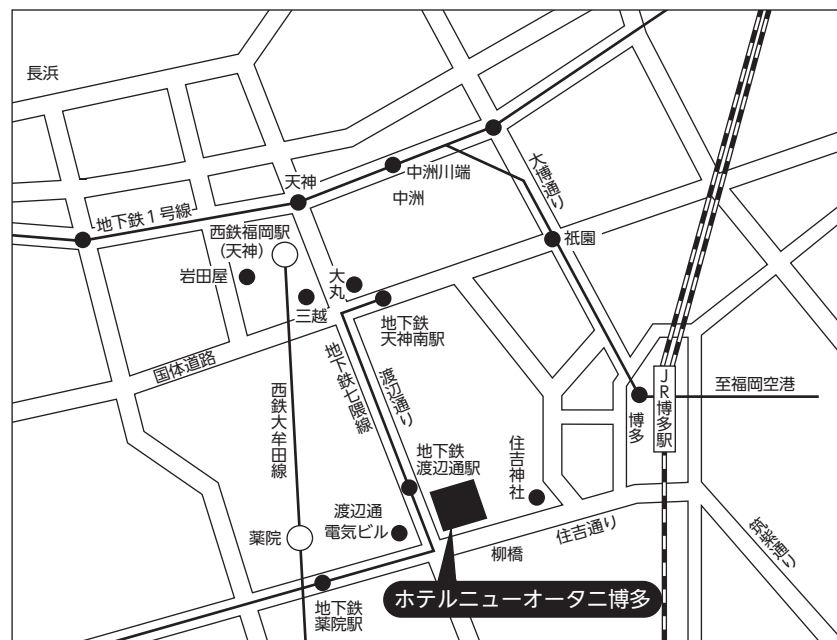 長浜
天神
中洲川端
中洲
大博通り
地下鉄1号線
西鉄福岡駅
(天神)
祇園
岩田屋
大丸
三越
地下鉄
天神南駅
国体道路
地下鉄七隈線
渡辺通り
西鉄大牟田線
JR博多駅
至福岡空港
博多
地下鉄
渡辺通駅
住吉神社
渡辺通
電気ビル
薬院
住吉通り
筑紫通り
柳橋
ホテルニューオータニ博多
地下鉄
薬院駅